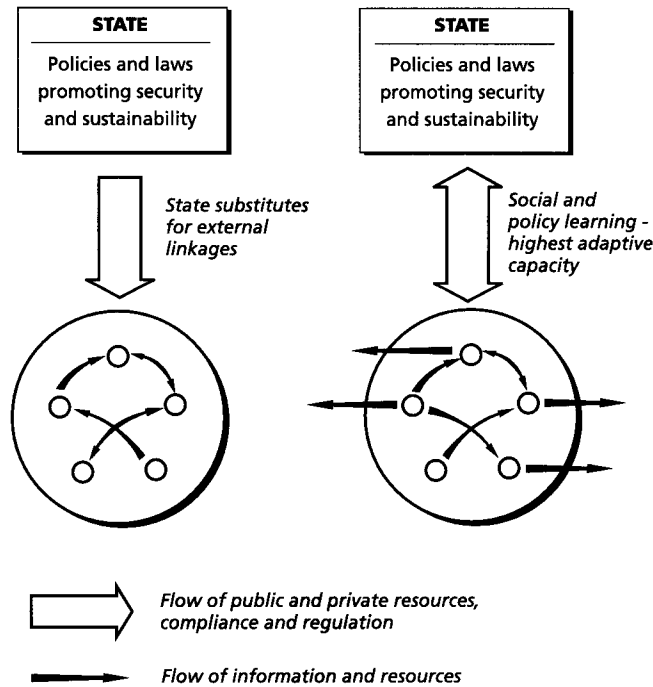 STATE
Policies and laws
promoting security
and sustainability
STATE
Policies and laws
promoting security
and sustainability
State substitutes
for external
linkages
Social and
policy learning -
highest adaptive
capacity
Flow of public and private resources,
compliance and regulation
Flow of information and resources